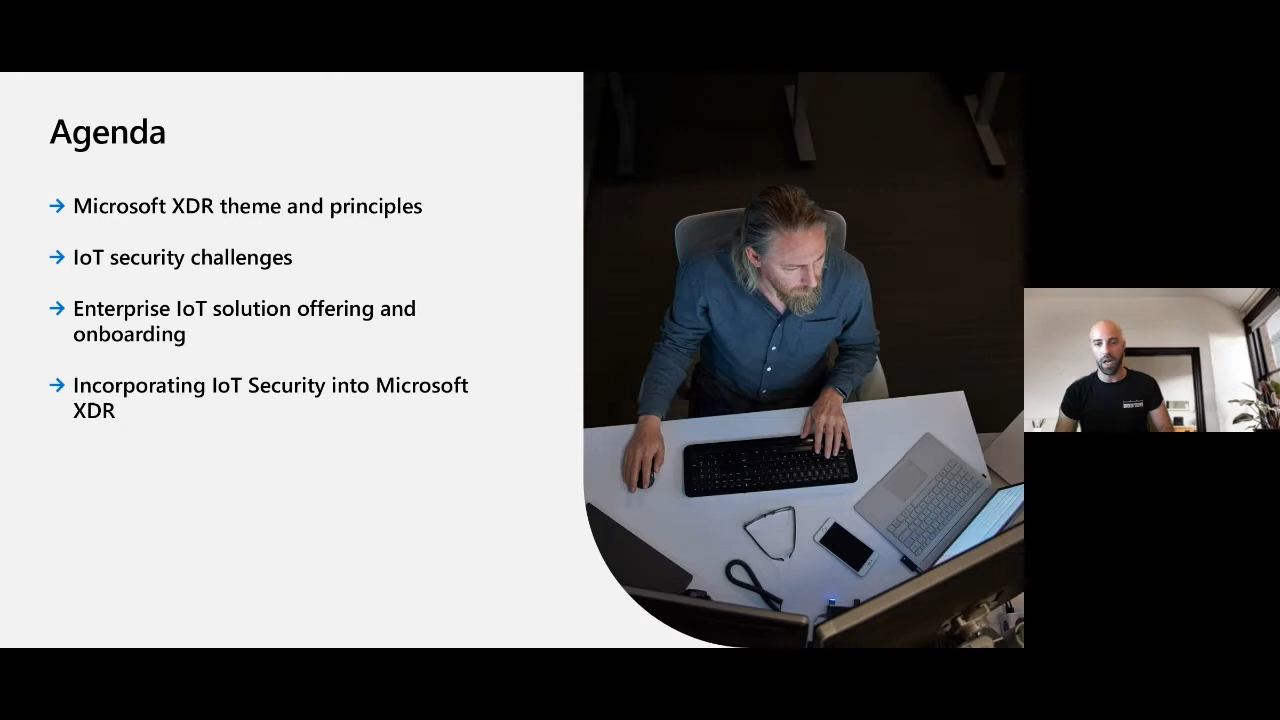 Agenda
→ Microsoft XDR theme and principles
→ IoT security challenges
→ Enterprise IoT solution offering and
onboarding
→ Incorporating IoT Security into Microsoft
XDR